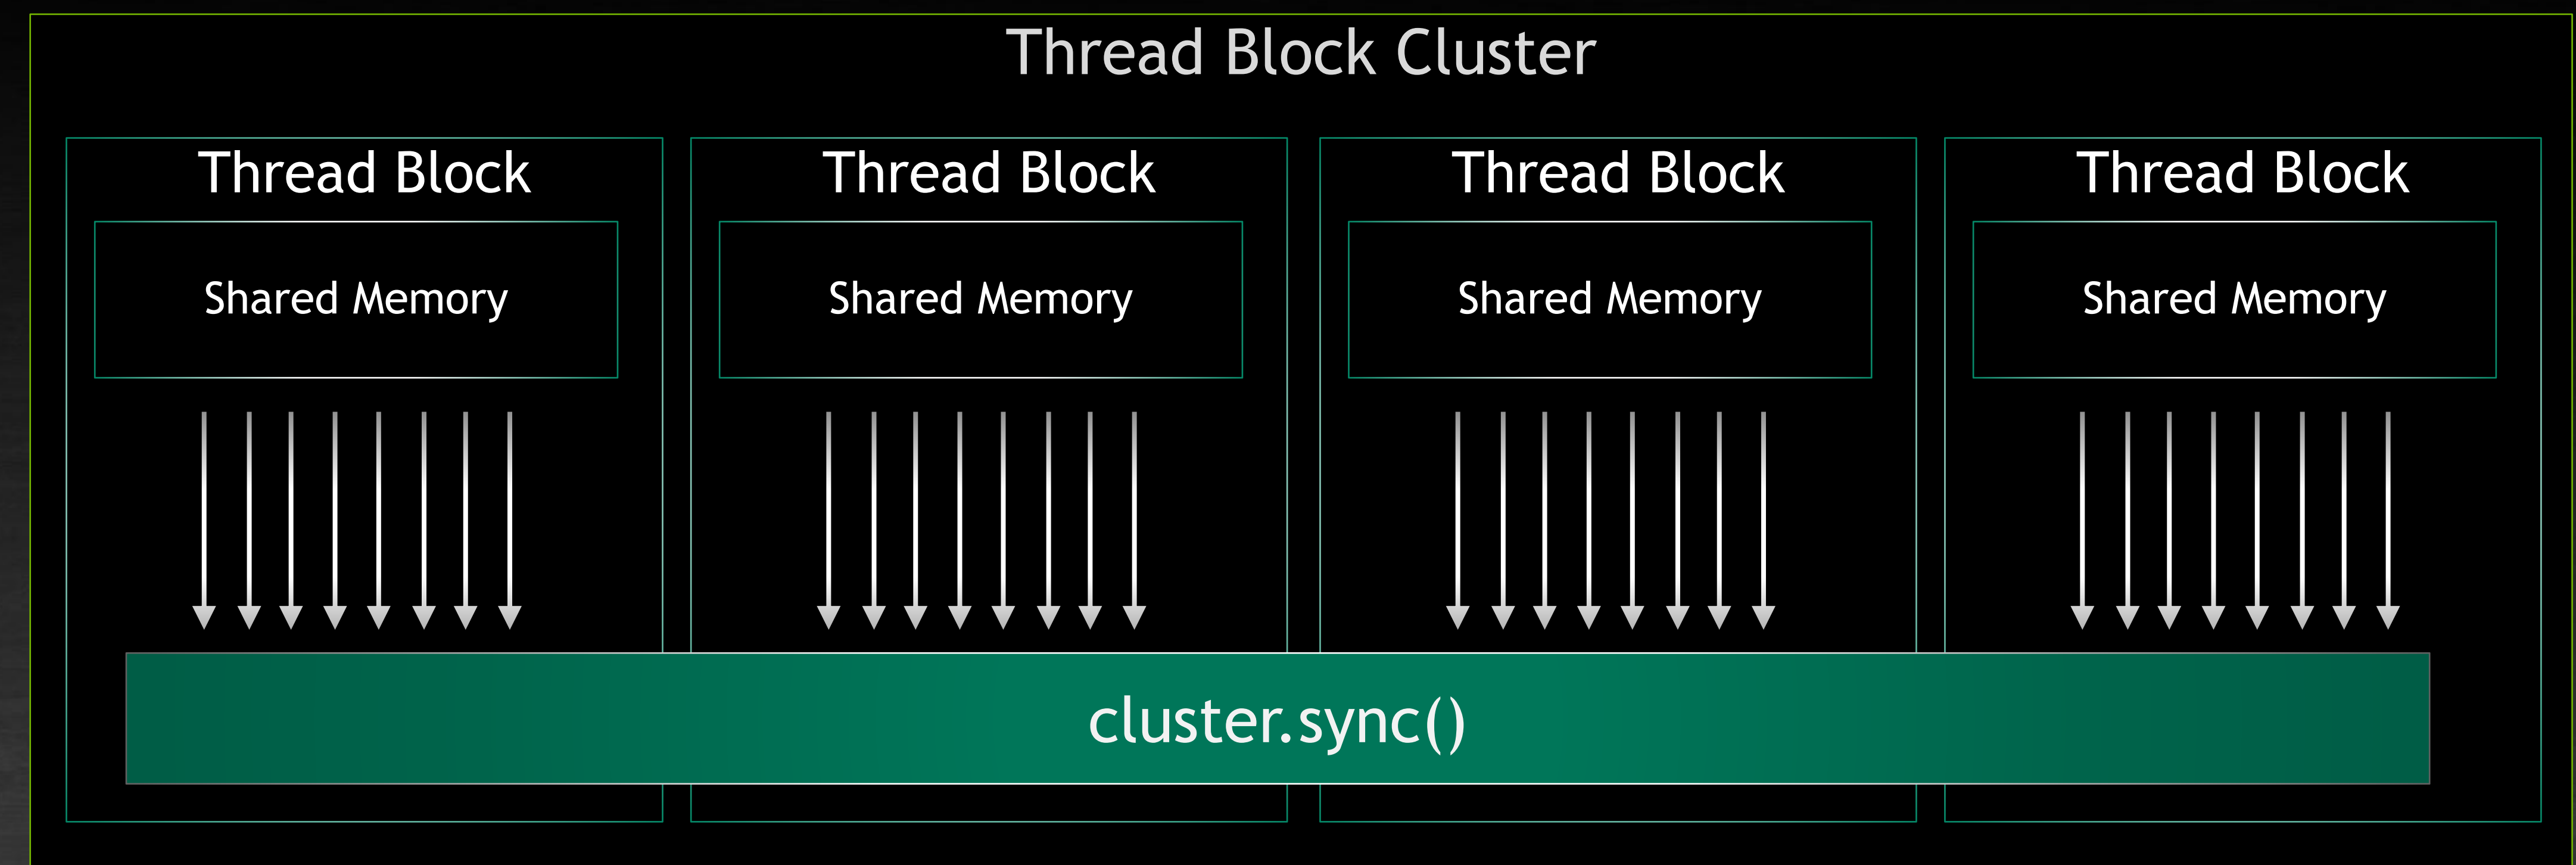 Thread Block Cluster
Thread Block
Thread Block
Thread Block
Thread Block
Shared Memory
Shared Memory
Shared Memory
Shared Memory
cluster.sync()